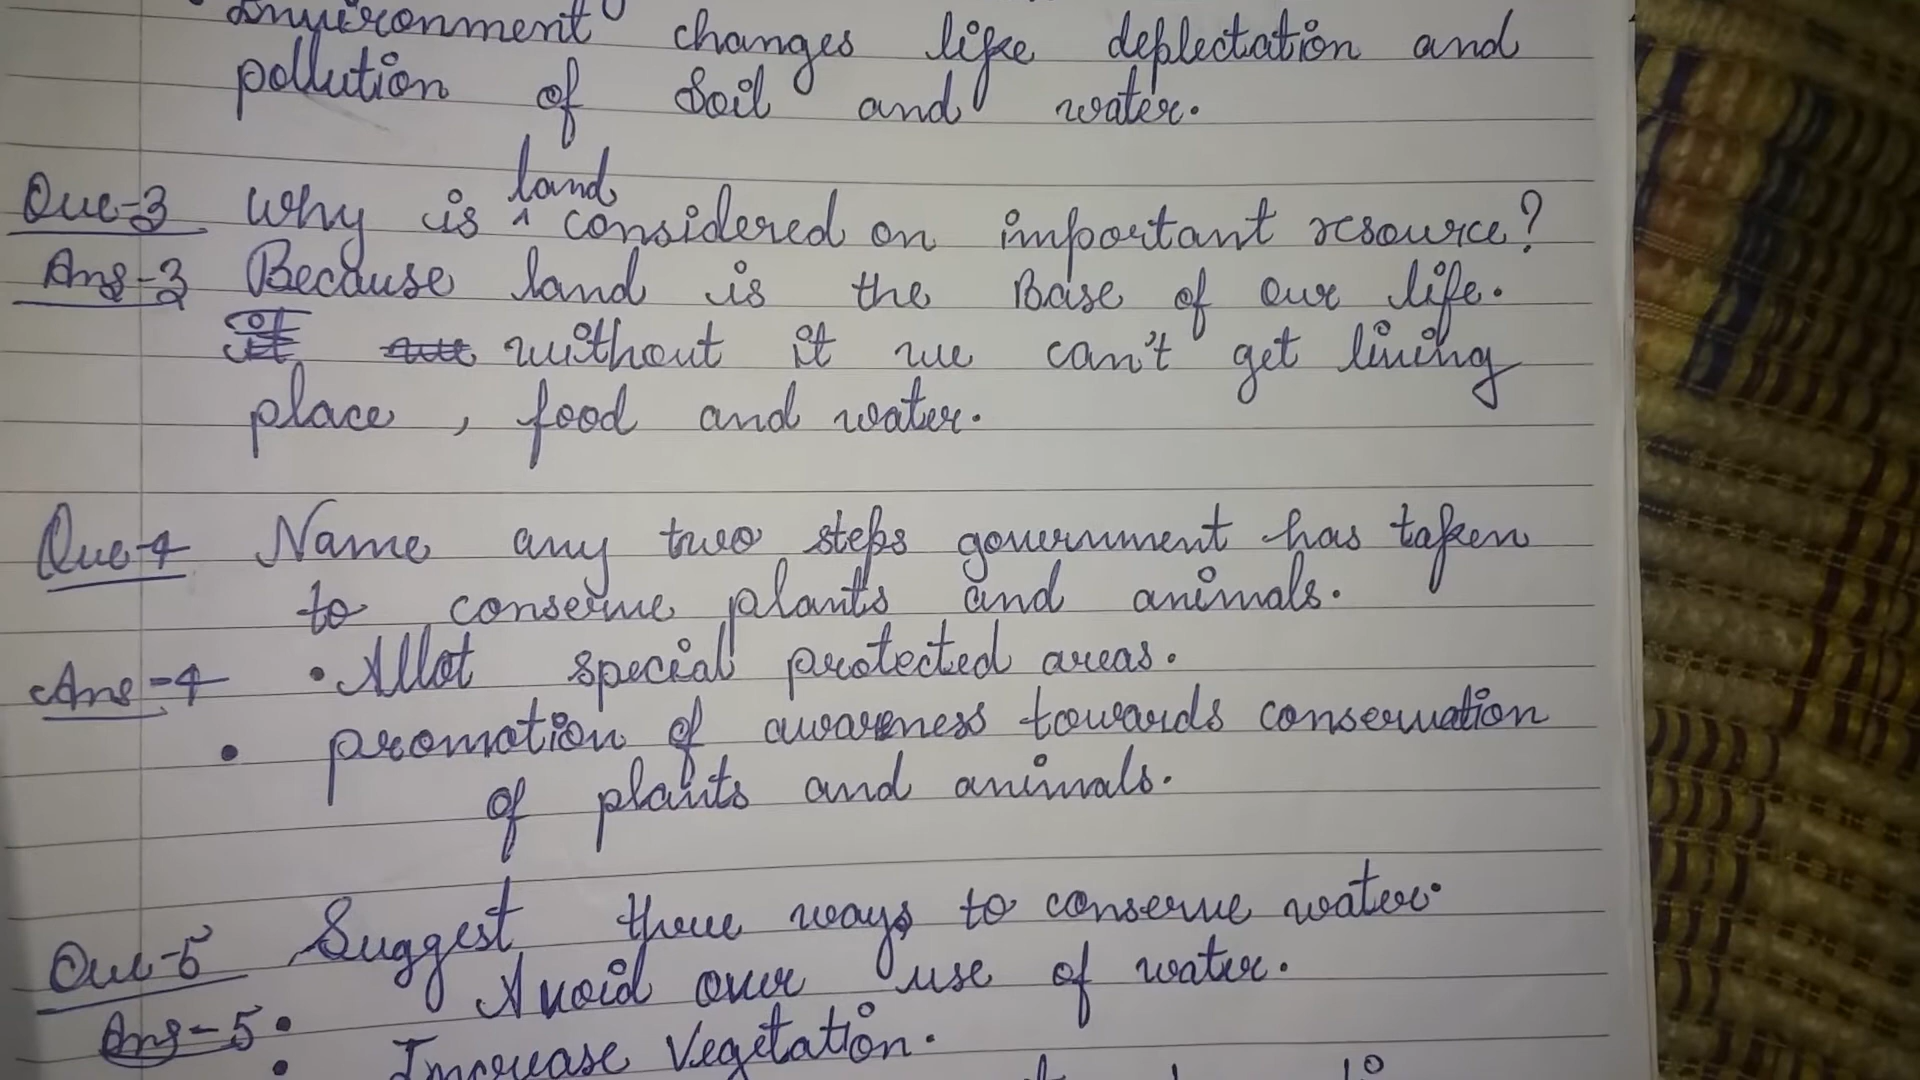 Environment changes like deplectation and
pollution of Soil and water.
land
Que-3 Why is ^ considered on important resource?
Ans-3 Because land is the Base of our life.
without it we can't get living
place , food and water.
Que-4 Name any two steps government has taken
to conserve plants and animals.
Ans-4 • Allot special protected areas.
• promotion of awareness towards conservation
of plants and animals.
Que-5 Suggest three ways to conserve water.
Ans-5 • Avoid over use of water.
• Increase Vegetation.